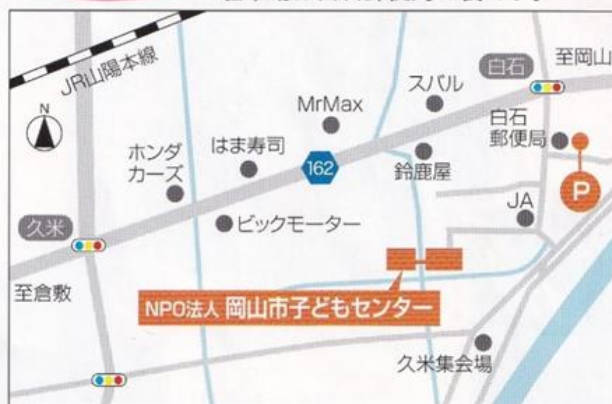 JR山陽本線
N
白石
至岡山
スバル
MrMax
白石
郵便局
はま寿司
ホンダ
カーズ
162
鈴鹿屋
P
JA
久米
ビックモーター
至倉敷
NPO法人 岡山市子どもセンター
久米集会場